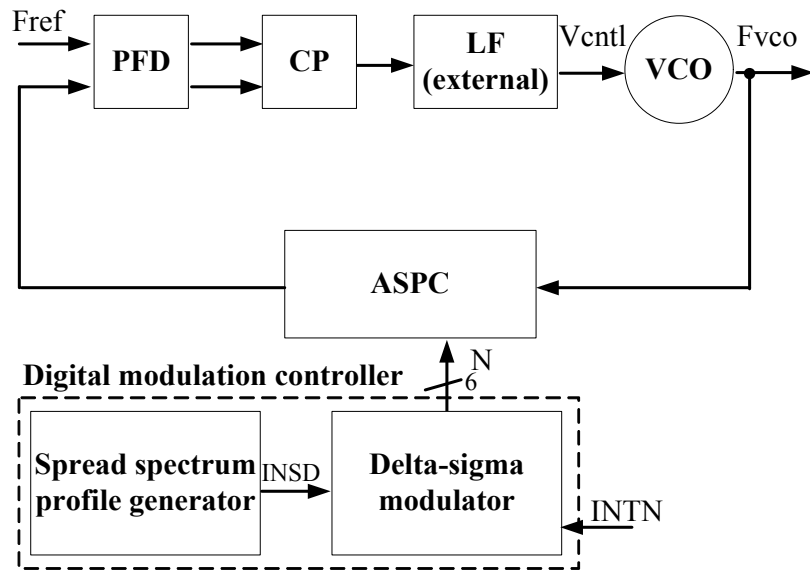 Fref
PFD
CP
LF
(external)
Vcntl
VCO
Fvco
ASPC
N
6
Digital modulation controller
Spread spectrum
profile generator
INSD
Delta-sigma
modulator
INTN